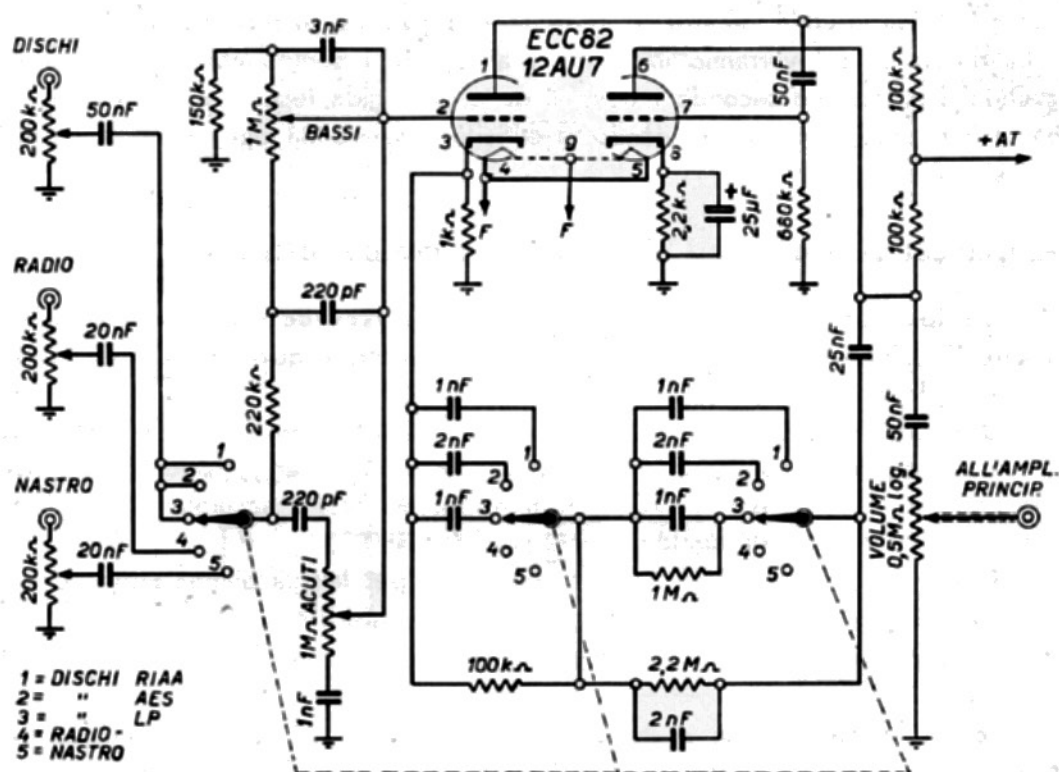 DISCHI
200kΩ
50nF
RADIO
200kΩ
20nF
NASTRO
200kΩ
20nF
1 = DISCHI RIAA
2 = " AES
3 = " LP
4 = RADIO -
5 = NASTRO
3nF
150kΩ
1MΩ
BASSI
220 pF
220kΩ
1
2
3
4
5
220 pF
1MΩ ACUTI
1nF
ECC82
12AU7
1
2
3
4
5
6
7
8
9
F
F
1kΩ
2,2kΩ
+
25µF
50nF
680kΩ
100kΩ
+ AT
100kΩ
25nF
50nF
VOLUME
0,5MΩ log.
ALL'AMPL.
PRINCIP.
1nF
2nF
1nF
1
2
3
4
5
1nF
2nF
1nF
1MΩ
1
2
3
4
5
100kΩ
2,2MΩ
2nF